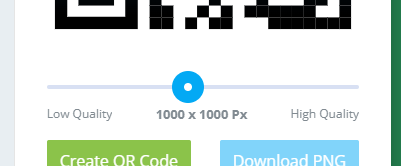 Low Quality 1000 x 1000 Px High Quality
Create QR Code Download PNG